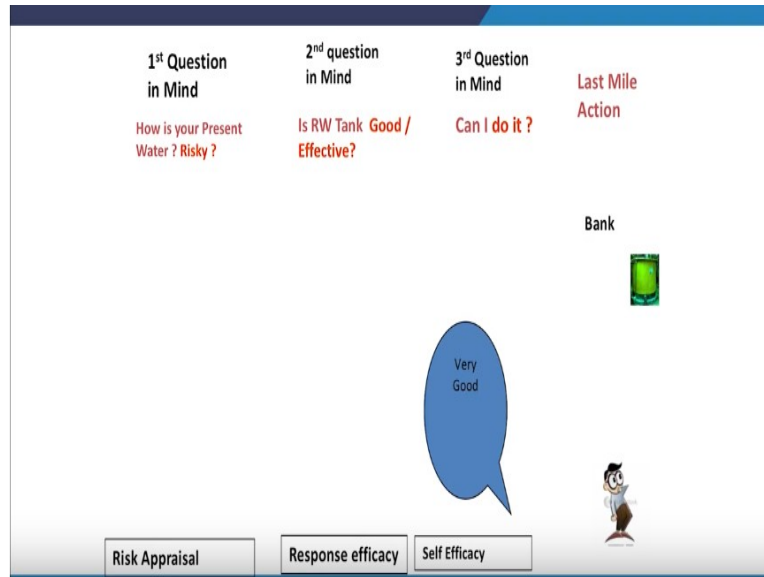 1st Question
in Mind
How is your Present
Water ? Risky ?
2nd question
in Mind
Is RW Tank Good /
Effective?
3rd Question
in Mind
Can I do it ?
Last Mile
Action
Bank
Very
Good
Risk Appraisal
Response efficacy
Self Efficacy